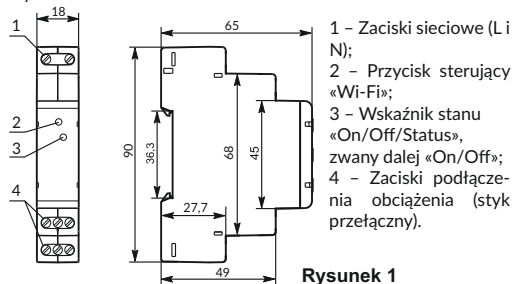 18
1
2
3
4
65
90
36,3
68
45
27,7
49
1 – Zaciski sieciowe (L i
N);
2 – Przycisk sterujący
«Wi-Fi»;
3 – Wskaźnik stanu
«On/Off/Status»,
zwany dalej «On/Off»;
4 – Zaciski podłącze-
nia obciążenia (styk
przełączny).
Rysunek 1